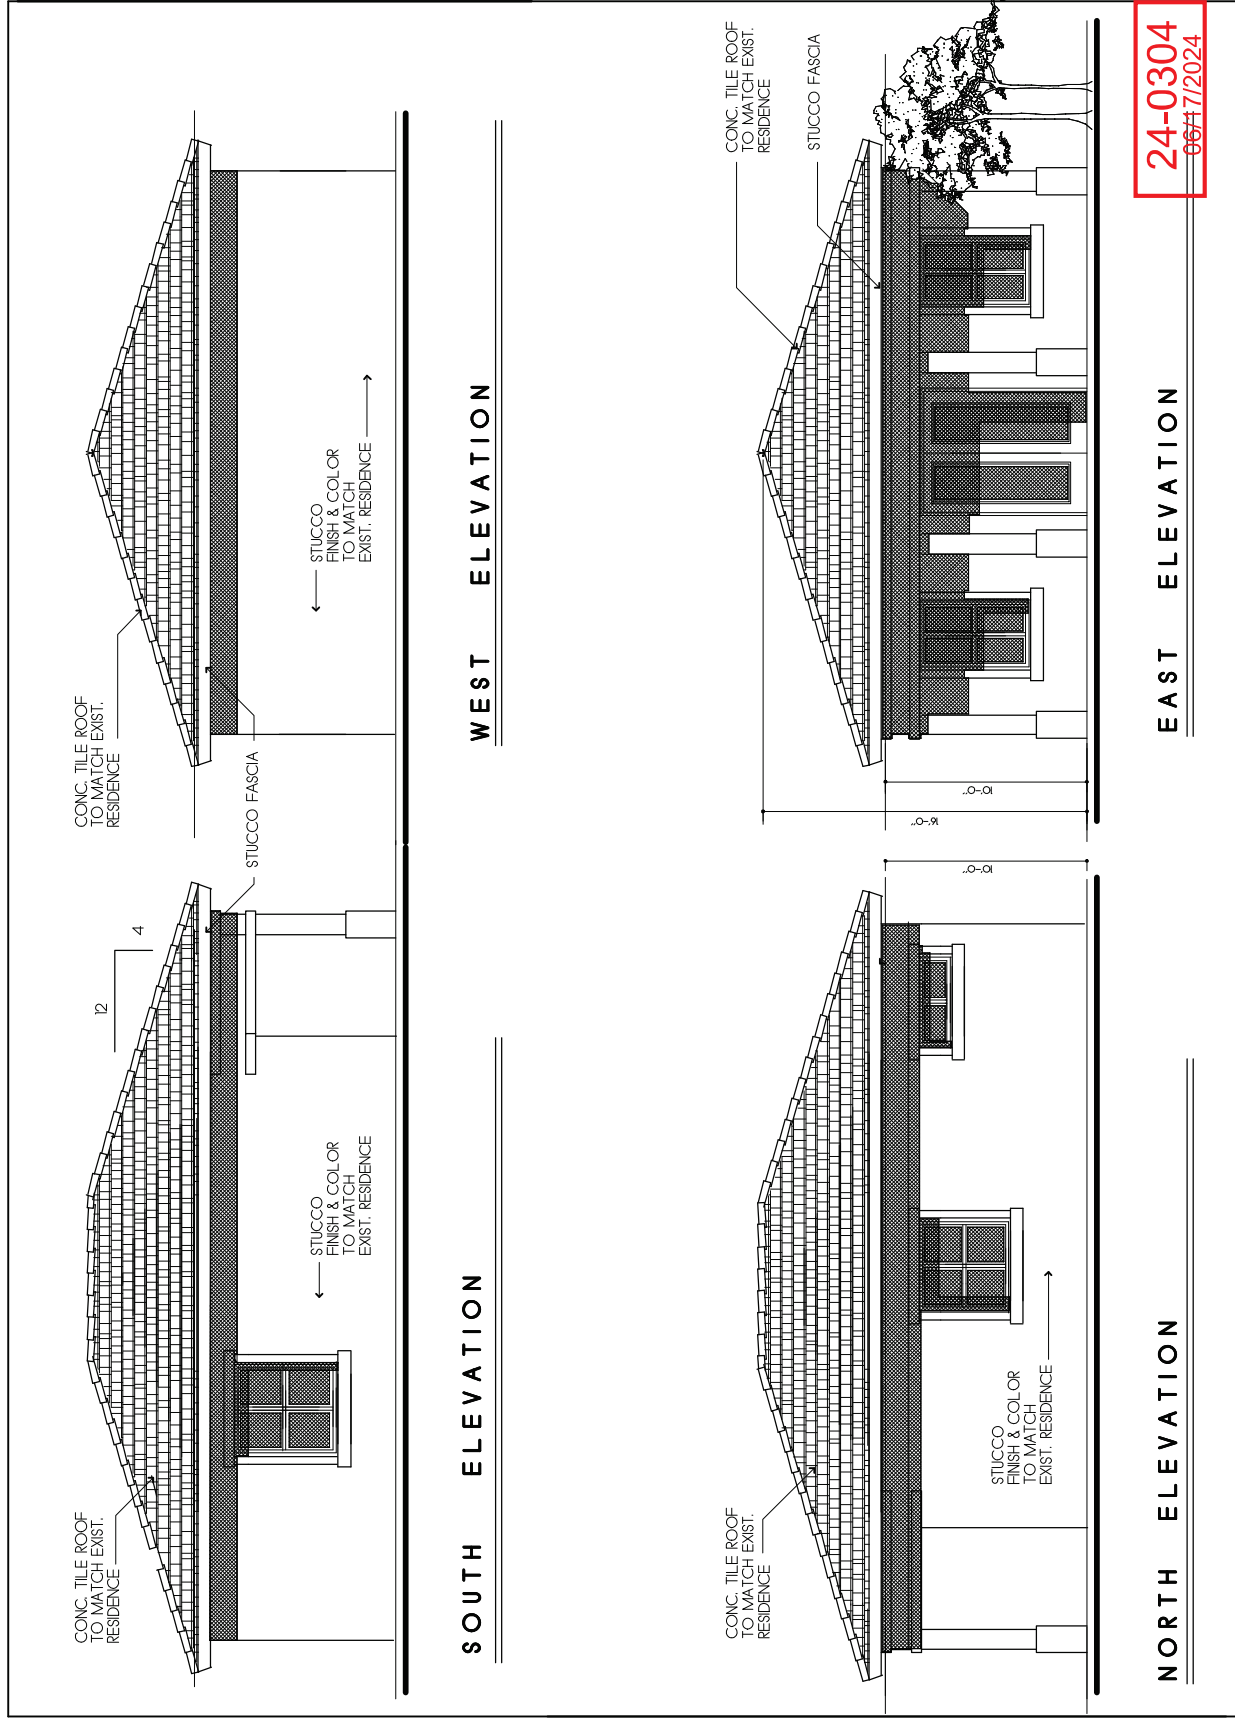 CONC. TILE ROOF
TO MATCH EXIST.
RESIDENCE
12
4
STUCCO FASCIA
STUCCO
FINISH & COLOR
TO MATCH
EXIST. RESIDENCE
SOUTH ELEVATION
CONC. TILE ROOF
TO MATCH EXIST.
RESIDENCE
STUCCO
FINISH & COLOR
TO MATCH
EXIST. RESIDENCE
WEST ELEVATION
CONC. TILE ROOF
TO MATCH EXIST.
RESIDENCE
STUCCO
FINISH & COLOR
TO MATCH
EXIST. RESIDENCE
10'-0"
NORTH ELEVATION
CONC. TILE ROOF
TO MATCH EXIST.
RESIDENCE
STUCCO FASCIA
16'-0"
10'-0"
EAST ELEVATION
24-0304
06/17/2024